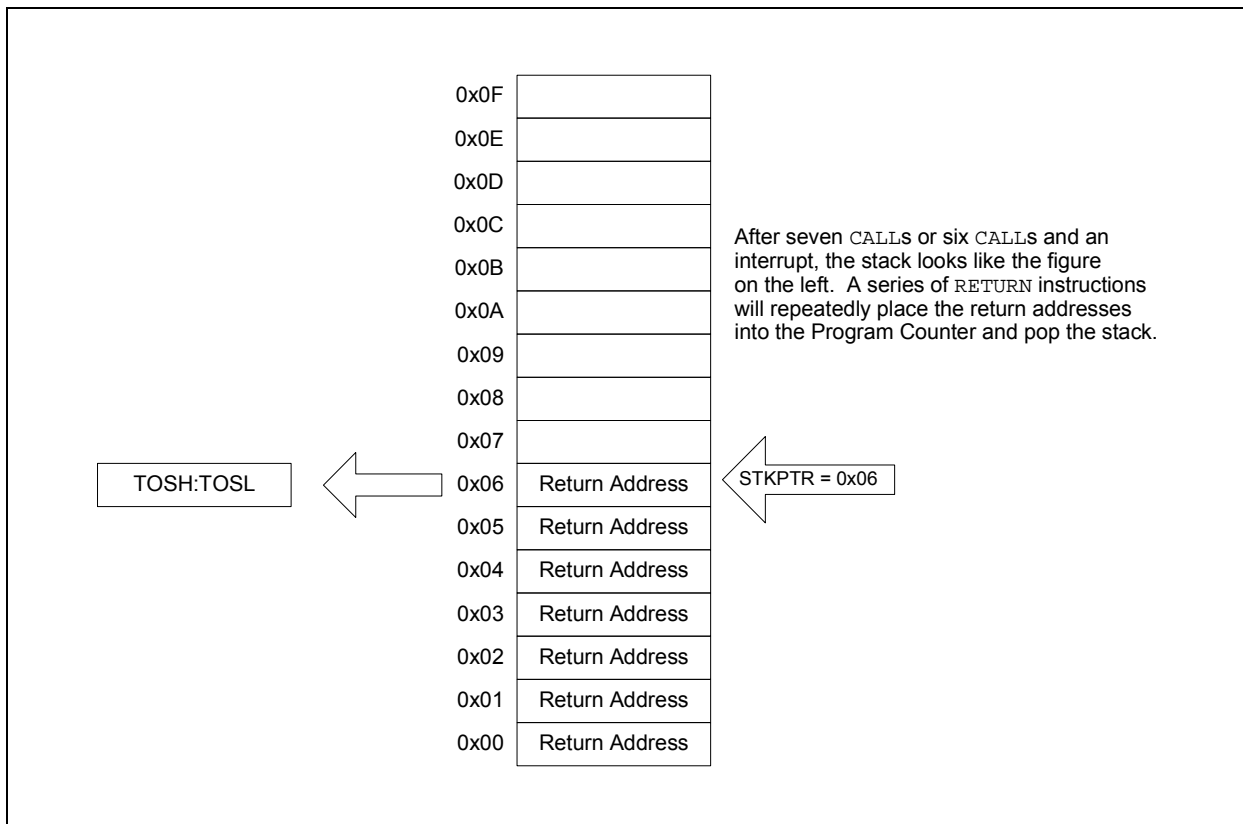 0x0F
0x0E
0x0D
0x0C
0x0B
0x0A
0x09
0x08
0x07
0x06
0x05
0x04
0x03
0x02
0x01
0x00
Return Address
Return Address
Return Address
Return Address
Return Address
Return Address
Return Address
TOSH:TOSL
STKPTR = 0x06
After seven CALLs or six CALLs and an
interrupt, the stack looks like the figure
on the left. A series of RETURN instructions
will repeatedly place the return addresses
into the Program Counter and pop the stack.